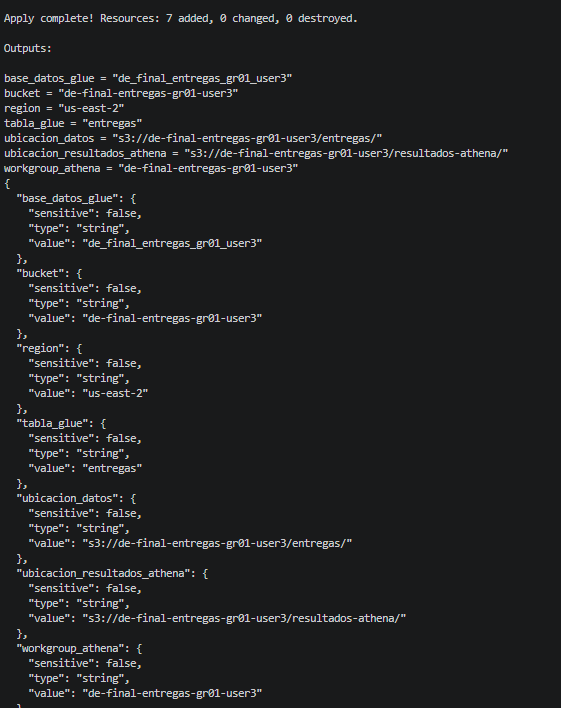 Apply complete! Resources: 7 added, 0 changed, 0 destroyed.
Outputs:
base_datos_glue = "de_final_entregas_gr01_user3"
bucket = "de-final-entregas-gr01-user3"
region = "us-east-2"
tabla_glue = "entregas"
ubicacion_datos = "s3://de-final-entregas-gr01-user3/entregas/"
ubicacion_resultados_athena = "s3://de-final-entregas-gr01-user3/resultados-athena/"
workgroup_athena = "de-final-entregas-gr01-user3"
{
"base_datos_glue": {
"sensitive": false,
"type": "string",
"value": "de_final_entregas_gr01_user3"
},
"bucket": {
"sensitive": false,
"type": "string",
"value": "de-final-entregas-gr01-user3"
},
"region": {
"sensitive": false,
"type": "string",
"value": "us-east-2"
},
"tabla_glue": {
"sensitive": false,
"type": "string",
"value": "entregas"
},
"ubicacion_datos": {
"sensitive": false,
"type": "string",
"value": "s3://de-final-entregas-gr01-user3/entregas/"
},
"ubicacion_resultados_athena": {
"sensitive": false,
"type": "string",
"value": "s3://de-final-entregas-gr01-user3/resultados-athena/"
},
"workgroup_athena": {
"sensitive": false,
"type": "string",
"value": "de-final-entregas-gr01-user3"